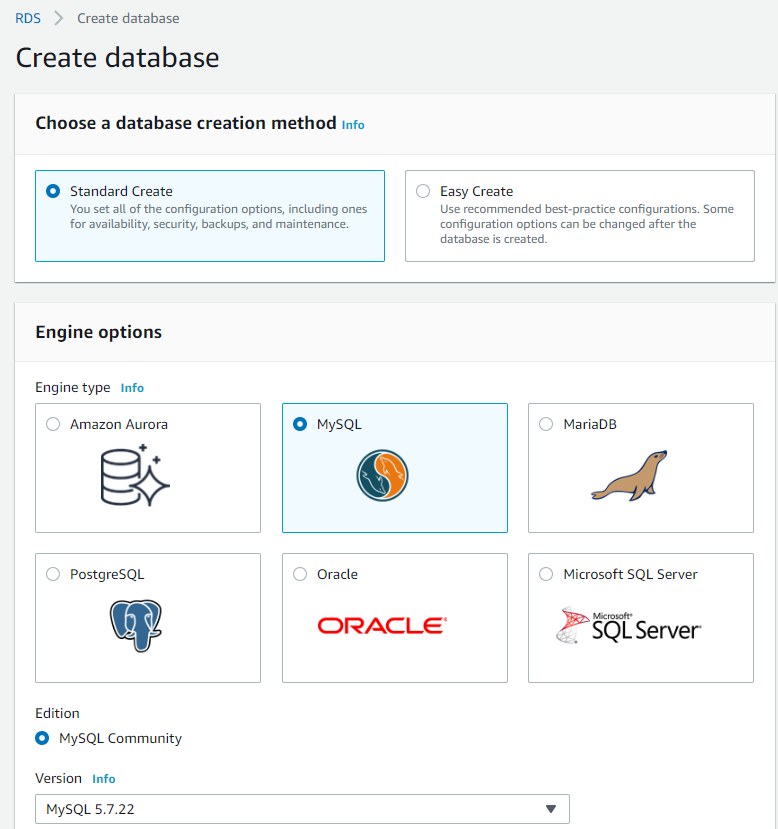 RDS > Create database
Create database
Choose a database creation method Info
Standard Create
You set all of the configuration options, including ones
for availability, security, backups, and maintenance.
Easy Create
Use recommended best-practice configurations. Some
configuration options can be changed after the
database is created.
Engine options
Engine type Info
Amazon Aurora
MySQL
MariaDB
PostgreSQL
Oracle
ORACLE®
Microsoft SQL Server
Microsoft®
SQL Server®
Edition
MySQL Community
Version Info
MySQL 5.7.22